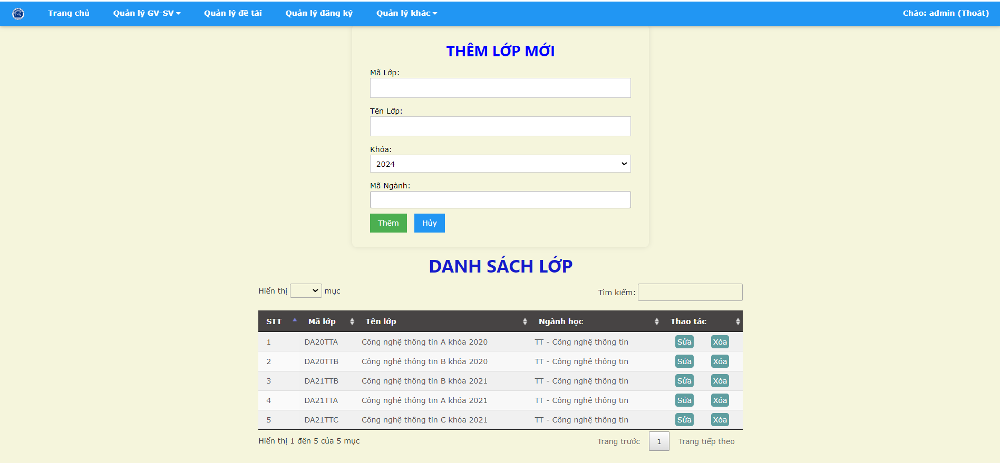 Trang chủ Quản lý GV-SV Quản lý đề tài Quản lý đăng ký Quản lý khác Chào: admin (Thoát)
THÊM LỚP MỚI
Mã Lớp:
Tên Lớp:
Khóa:
2024
Mã Ngành:
Thêm Hủy
DANH SÁCH LỚP
Hiển thị mục Tìm kiếm:
STT Mã lớp Tên lớp Ngành học Thao tác
1 DA20TTA Công nghệ thông tin A khóa 2020 TT - Công nghệ thông tin Sửa Xóa
2 DA20TTB Công nghệ thông tin B khóa 2020 TT - Công nghệ thông tin Sửa Xóa
3 DA21TTB Công nghệ thông tin B khóa 2021 TT - Công nghệ thông tin Sửa Xóa
4 DA21TTA Công nghệ thông tin A khóa 2021 TT - Công nghệ thông tin Sửa Xóa
5 DA21TTC Công nghệ thông tin C khóa 2021 TT - Công nghệ thông tin Sửa Xóa
Hiển thị 1 đến 5 của 5 mục Trang trước 1 Trang tiếp theo